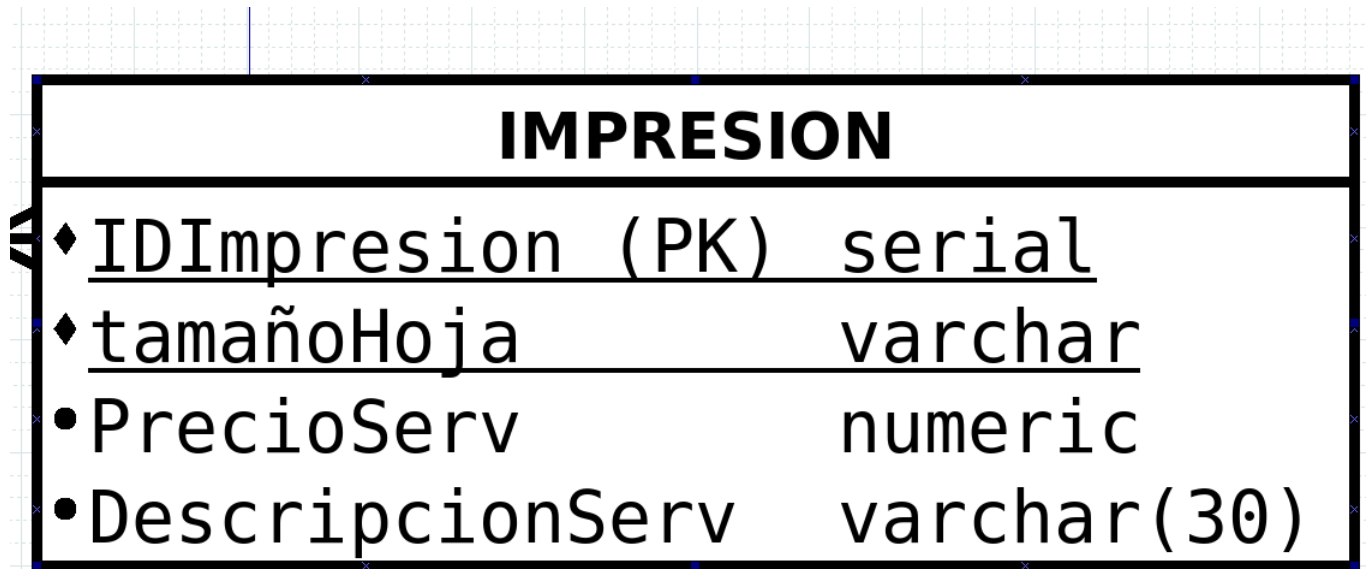 IMPRESION
IDImpresion (PK) serial
tamañoHoja varchar
PrecioServ numeric
DescripcionServ varchar(30)